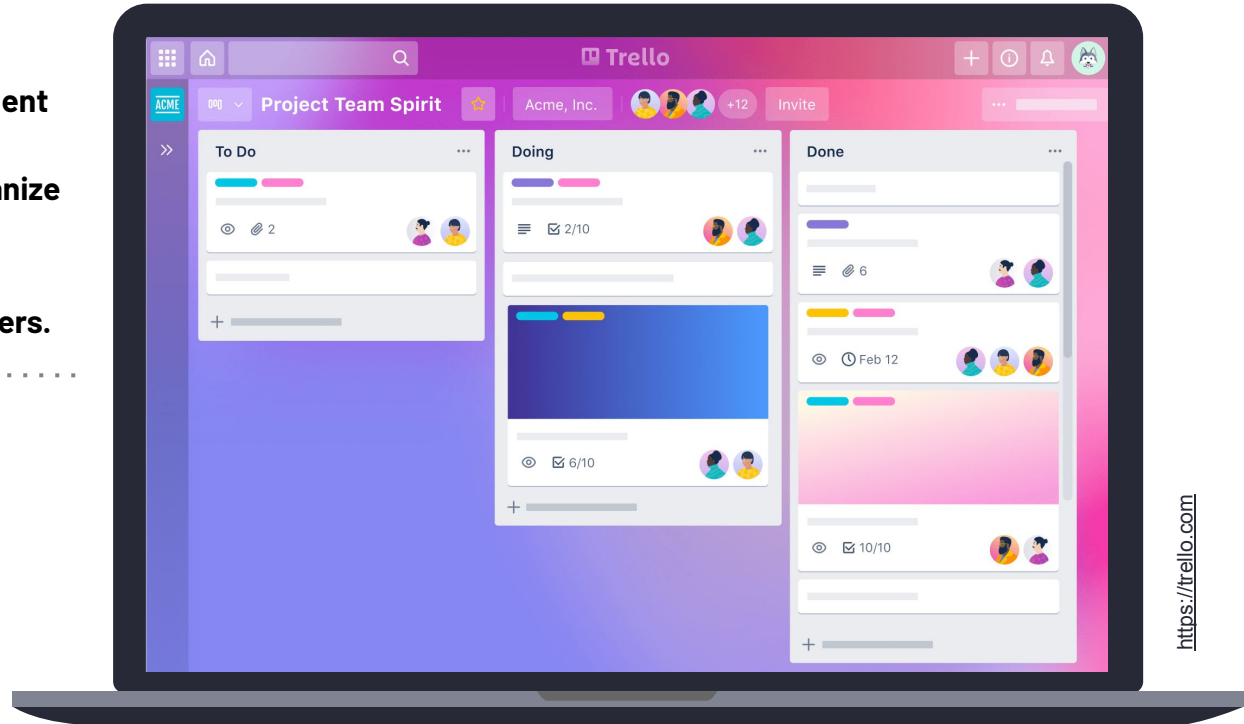 ent
nize
ers.
Trello
ACME
Project Team Spirit
Acme, Inc.
+12
Invite
To Do
2
Doing
2/10
6/10
Done
6
Feb 12
10/10
https://trello.com